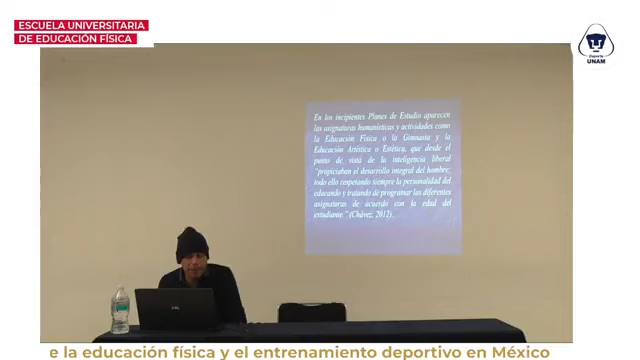 ESCUELA UNIVERSITARIA
DE EDUCACIÓN FÍSICA
Deporte
UNAM
En los incipientes Planes de Estudio aparecen
las asignaturas humanísticas y actividades como
la Educación Física o la Gimnasia y la
Educación Artística o Estética, que desde el
punto de vista de la inteligencia liberal
"propiciaban el desarrollo integral del hombre;
todo ello respetando siempre la personalidad del
educando y tratando de programar las diferentes
asignaturas de acuerdo con la edad del
estudiante." (Chávez, 2012).
e la educación física y el entrenamiento deportivo en México